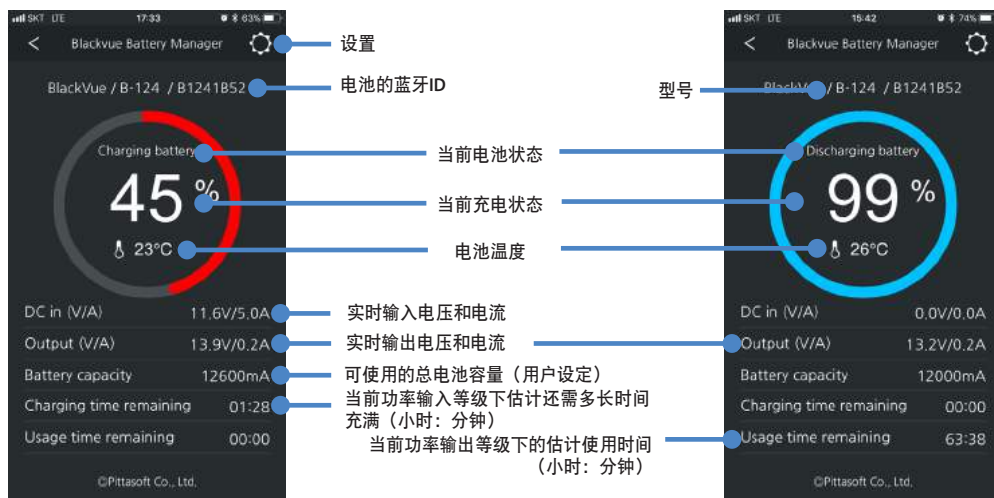 SKT LTE 17:33 63%
Blackvue Battery Manager
BlackVue / B-124 / B1241B52
Charging battery
45 %
23°C
DC in (V/A) 11.6V/5.0A
Output (V/A) 13.9V/0.2A
Battery capacity 12600mA
Charging time remaining 01:28
Usage time remaining 00:00
©Pittasoft Co., Ltd.
设置
电池的蓝牙ID
型号
当前电池状态
当前充电状态
电池温度
实时输入电压和电流
实时输出电压和电流
可使用的总电池容量（用户设定）
当前功率输入等级下估计还需多长时间
充满（小时：分钟）
当前功率输出等级下的估计使用时间
（小时：分钟）
SKT LTE 15:42 74%
Blackvue Battery Manager
BlackVue / B-124 / B1241B52
Discharging battery
99 %
26°C
DC in (V/A) 0.0V/0.0A
Output (V/A) 13.2V/0.2A
Battery capacity 12000mA
Charging time remaining 00:00
Usage time remaining 63:38
©Pittasoft Co., Ltd.